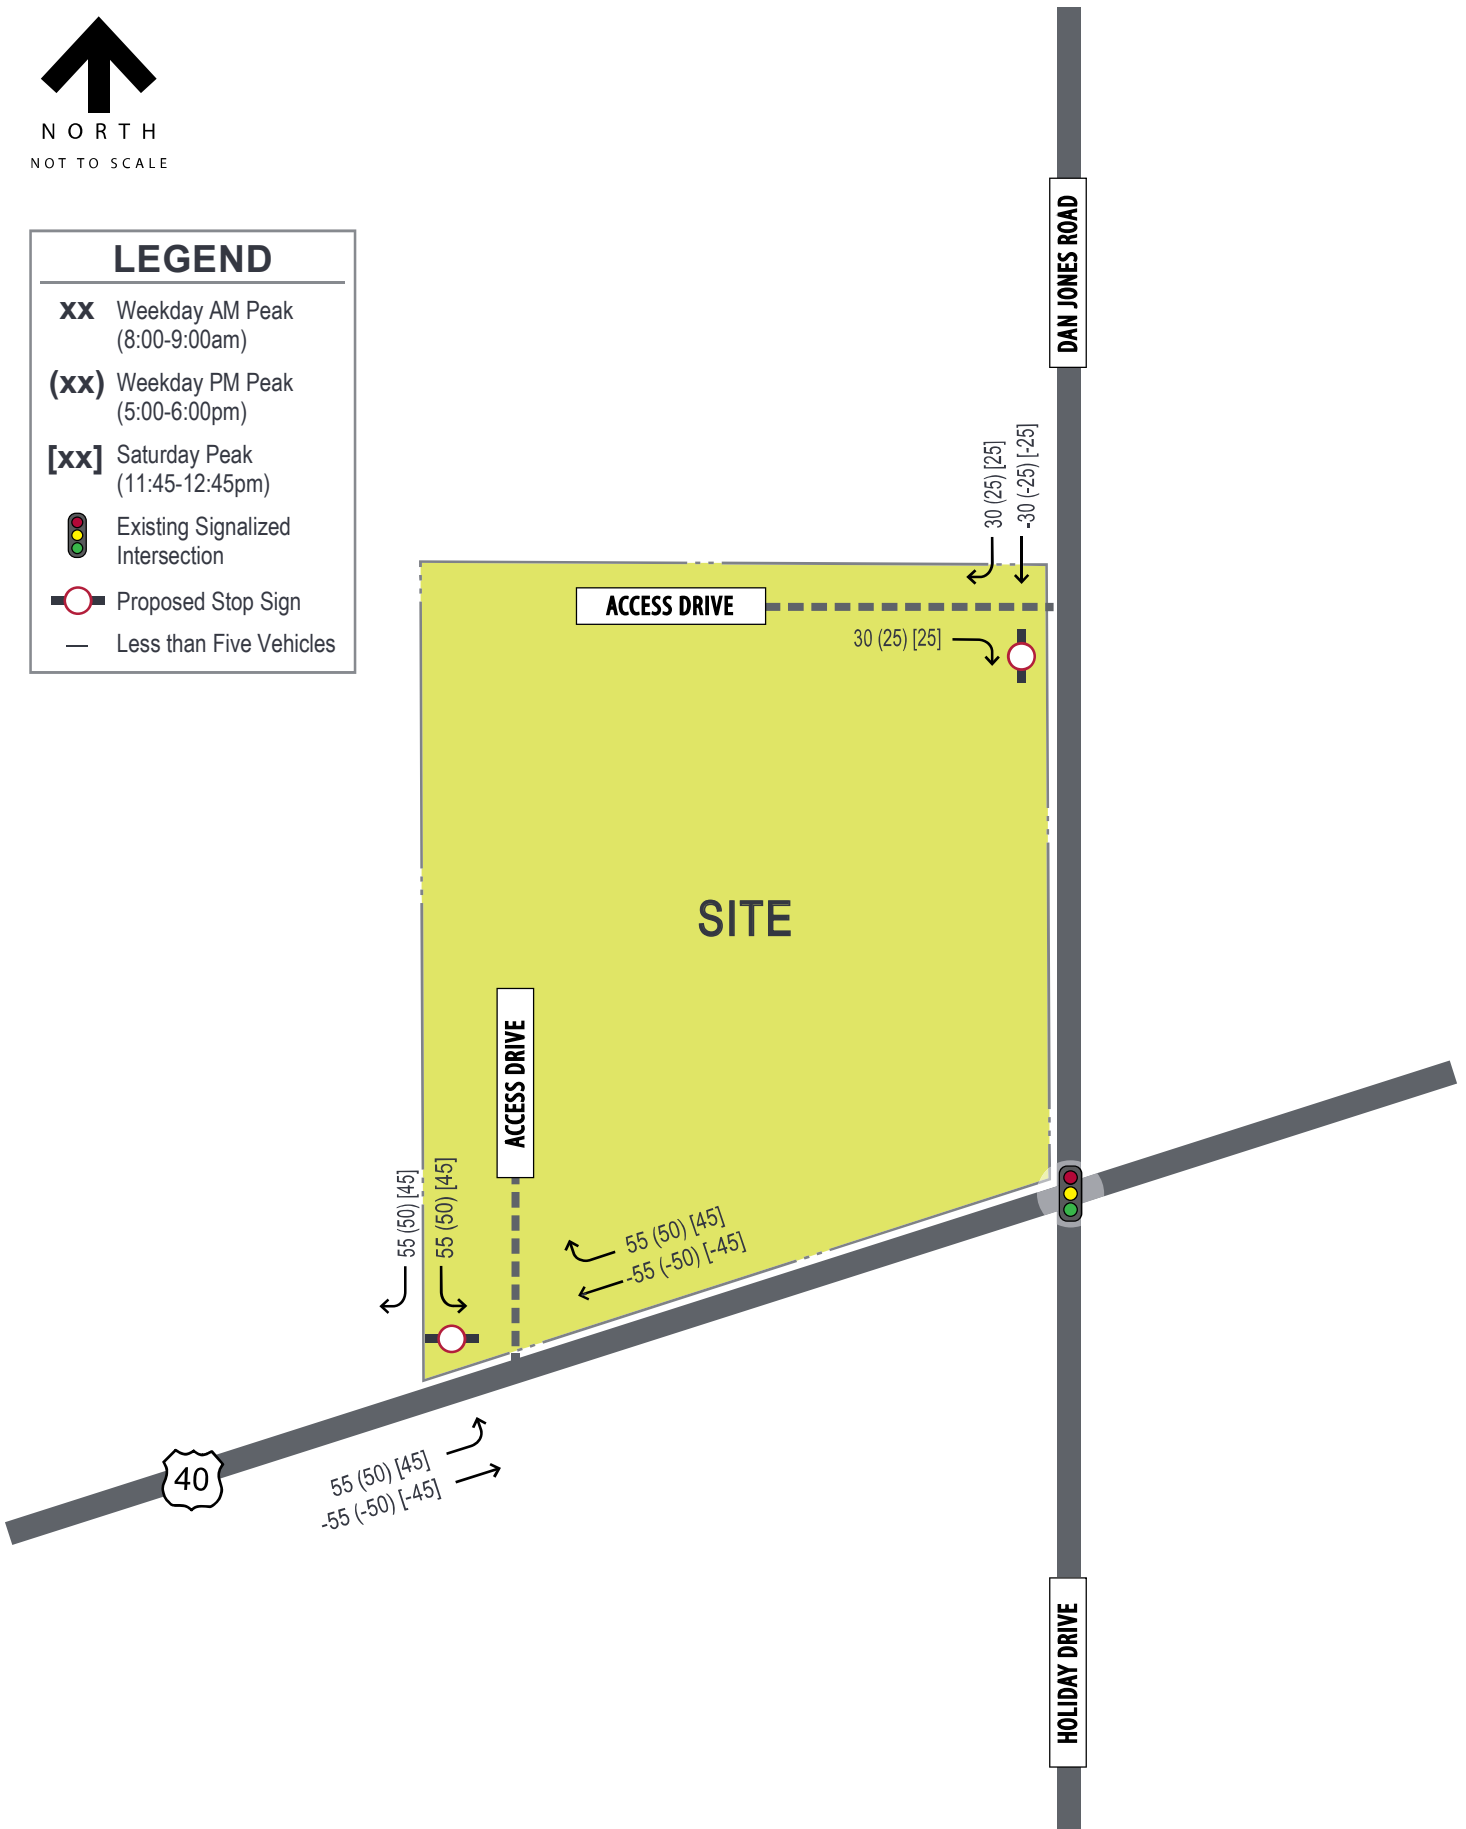 NORTH
NOT TO SCALE
LEGEND
xx Weekday AM Peak
(8:00-9:00am)
(xx) Weekday PM Peak
(5:00-6:00pm)
[xx] Saturday Peak
(11:45-12:45pm)
Existing Signalized
Intersection
Proposed Stop Sign
— Less than Five Vehicles
DAN JONES ROAD
30 (25) [25]
-30 (-25) [-25]
ACCESS DRIVE
30 (25) [25]
SITE
ACCESS DRIVE
55 (50) [45]
55 (50) [45]
55 (50) [45]
-55 (-50) [-45]
55 (50) [45]
-55 (-50) [-45]
40
HOLIDAY DRIVE